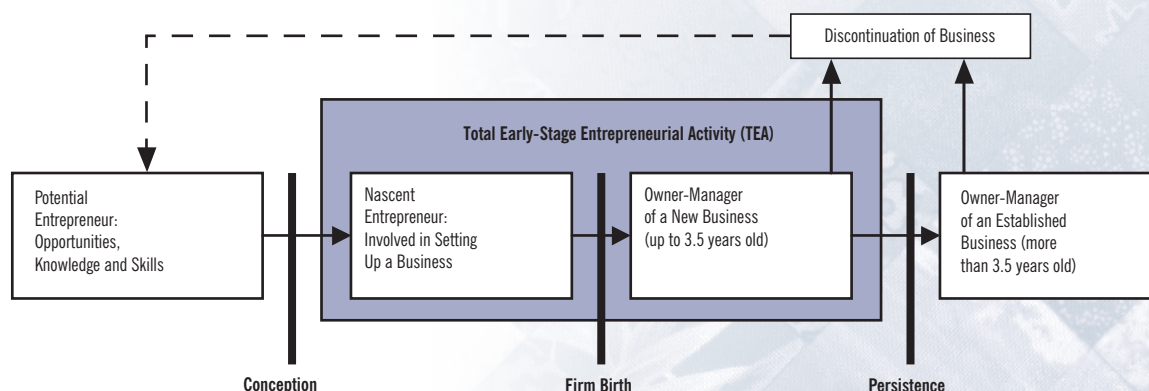 Discontinuation of Business
Total Early-Stage Entrepreneurial Activity (TEA)
Potential
Entrepreneur:
Opportunities,
Knowledge and Skills
Nascent
Entrepreneur:
Involved in Setting
Up a Business
Owner-Manager
of a New Business
(up to 3.5 years old)
Owner-Manager
of an Established
Business (more
than 3.5 years old)
Conception
Firm Birth
Persistence